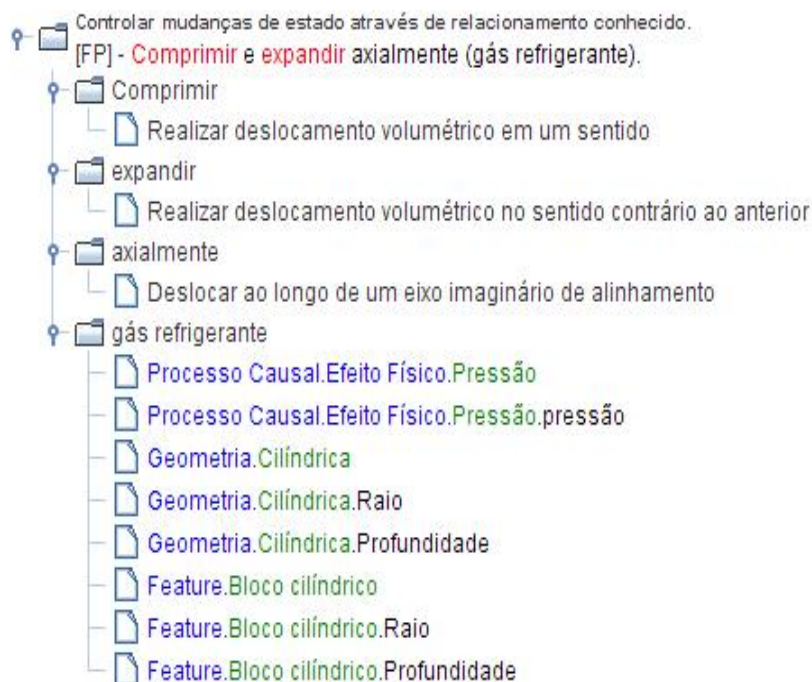 Controlar mudanças de estado através de relacionamento conhecido.
[FP] - Comprimir e expandir axialmente (gás refrigerante).
Comprimir
Realizar deslocamento volumétrico em um sentido
expandir
Realizar deslocamento volumétrico no sentido contrário ao anterior
axialmente
Deslocar ao longo de um eixo imaginário de alinhamento
gás refrigerante
Processo Causal.Efeito Físico.Pressão
Processo Causal.Efeito Físico.Pressão.pressão
Geometria.Cilíndrica
Geometria.Cilíndrica.Raio
Geometria.Cilíndrica.Profundidade
Feature.Bloco cilíndrico
Feature.Bloco cilíndrico.Raio
Feature.Bloco cilíndrico.Profundidade